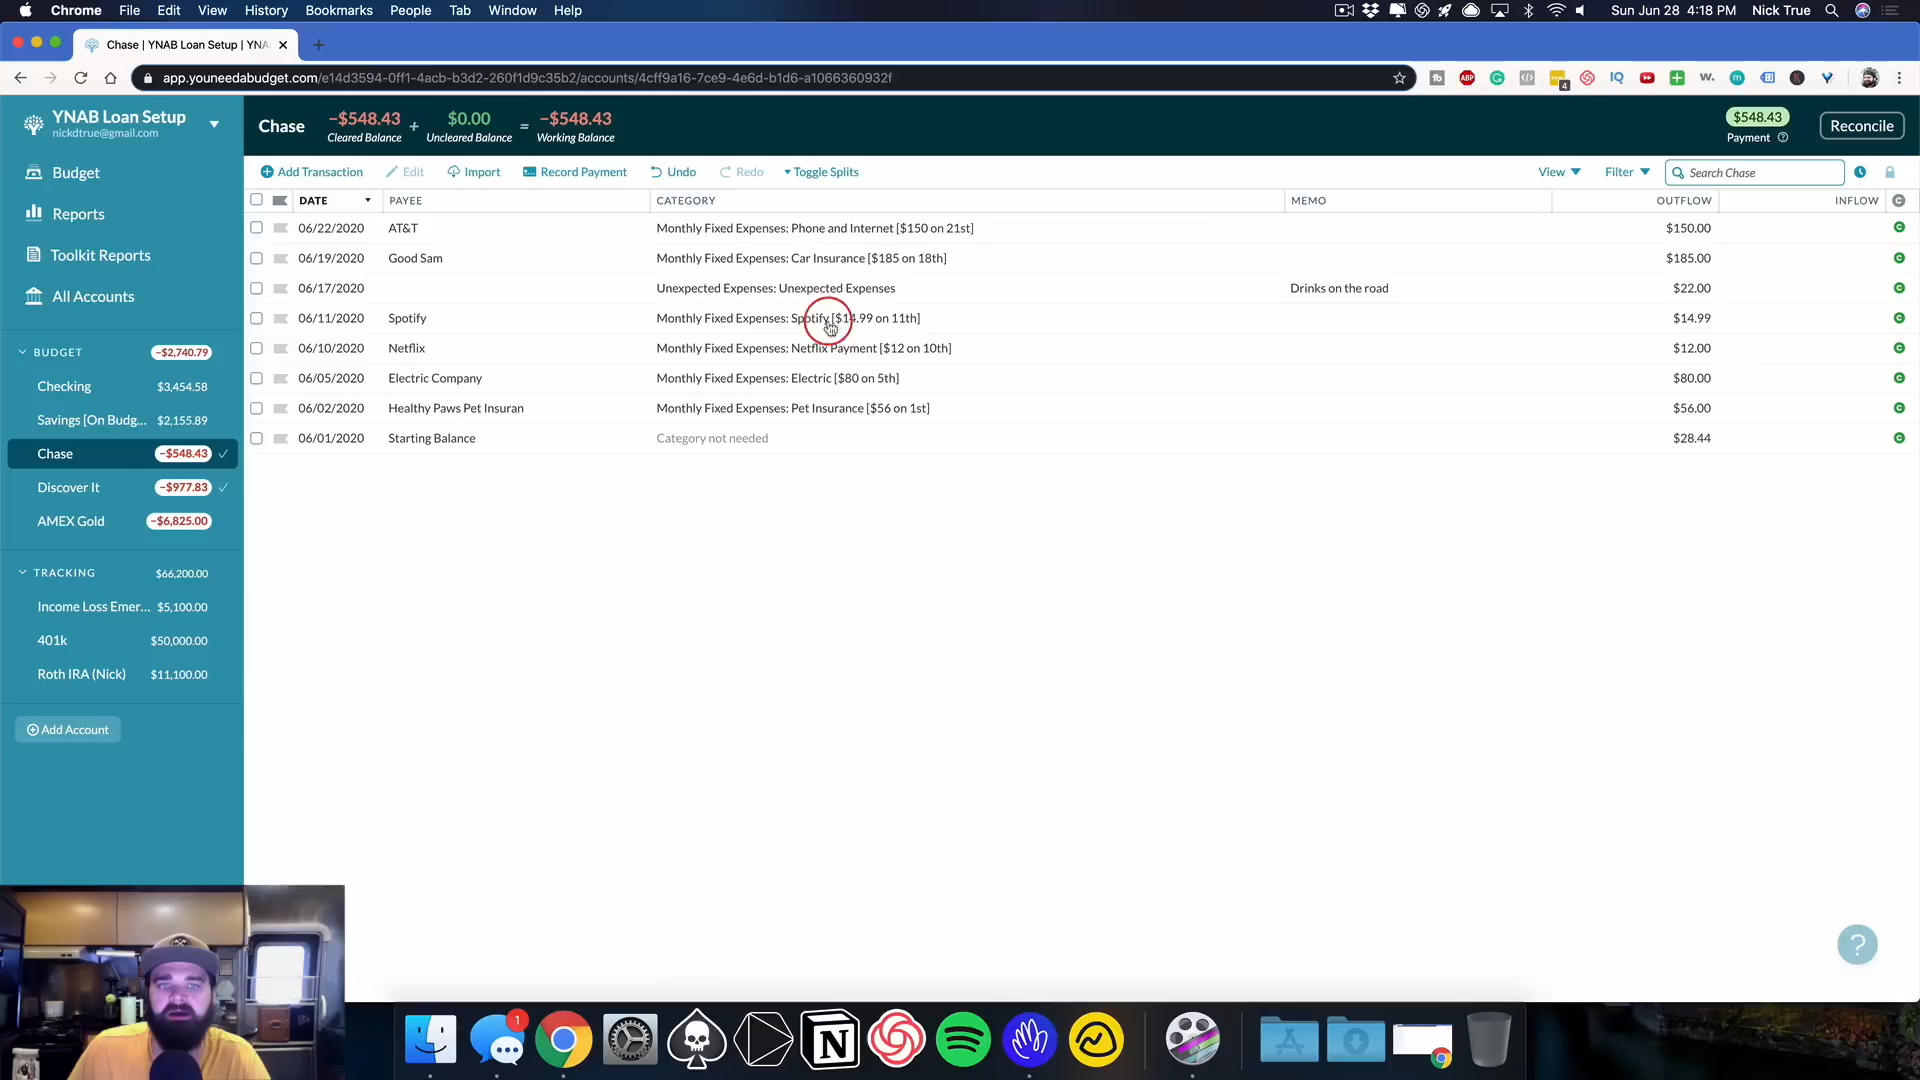 Chrome File Edit View History Bookmarks People Tab Window Help Sun Jun 28 4:18 PM Nick True
Chase | YNAB Loan Setup | YNA
app.youneedabudget.com/e14d3594-0ff1-4acb-b3d2-260f1d9c35b2/accounts/4cff9a16-7ce9-4e6d-b1d6-a1066360932f
YNAB Loan Setup
nickdtrue@gmail.com
Budget
Reports
Toolkit Reports
All Accounts
BUDGET −$2,740.79
Checking $3,454.58
Savings [On Budg... $2,155.89
Chase −$548.43
Discover It −$977.83
AMEX Gold −$6,825.00
TRACKING $66,200.00
Income Loss Emer... $5,100.00
401k $50,000.00
Roth IRA (Nick) $11,100.00
Add Account
Chase −$548.43 + $0.00 = −$548.43 $548.43
Cleared Balance Uncleared Balance Working Balance Payment ? Reconcile
Add Transaction Edit Import Record Payment Undo Redo Toggle Splits View Filter Search Chase
DATE PAYEE CATEGORY MEMO OUTFLOW INFLOW C
06/22/2020 AT&T Monthly Fixed Expenses: Phone and Internet [$150 on 21st] $150.00 C
06/19/2020 Good Sam Monthly Fixed Expenses: Car Insurance [$185 on 18th] $185.00 C
06/17/2020 Unexpected Expenses: Unexpected Expenses Drinks on the road $22.00 C
06/11/2020 Spotify Monthly Fixed Expenses: Spotify [$14.99 on 11th] $14.99 C
06/10/2020 Netflix Monthly Fixed Expenses: Netflix Payment [$12 on 10th] $12.00 C
06/05/2020 Electric Company Monthly Fixed Expenses: Electric [$80 on 5th] $80.00 C
06/02/2020 Healthy Paws Pet Insuran Monthly Fixed Expenses: Pet Insurance [$56 on 1st] $56.00 C
06/01/2020 Starting Balance Category not needed $28.44 C
?
1
N
ABP
IQ
w.
m
K
4